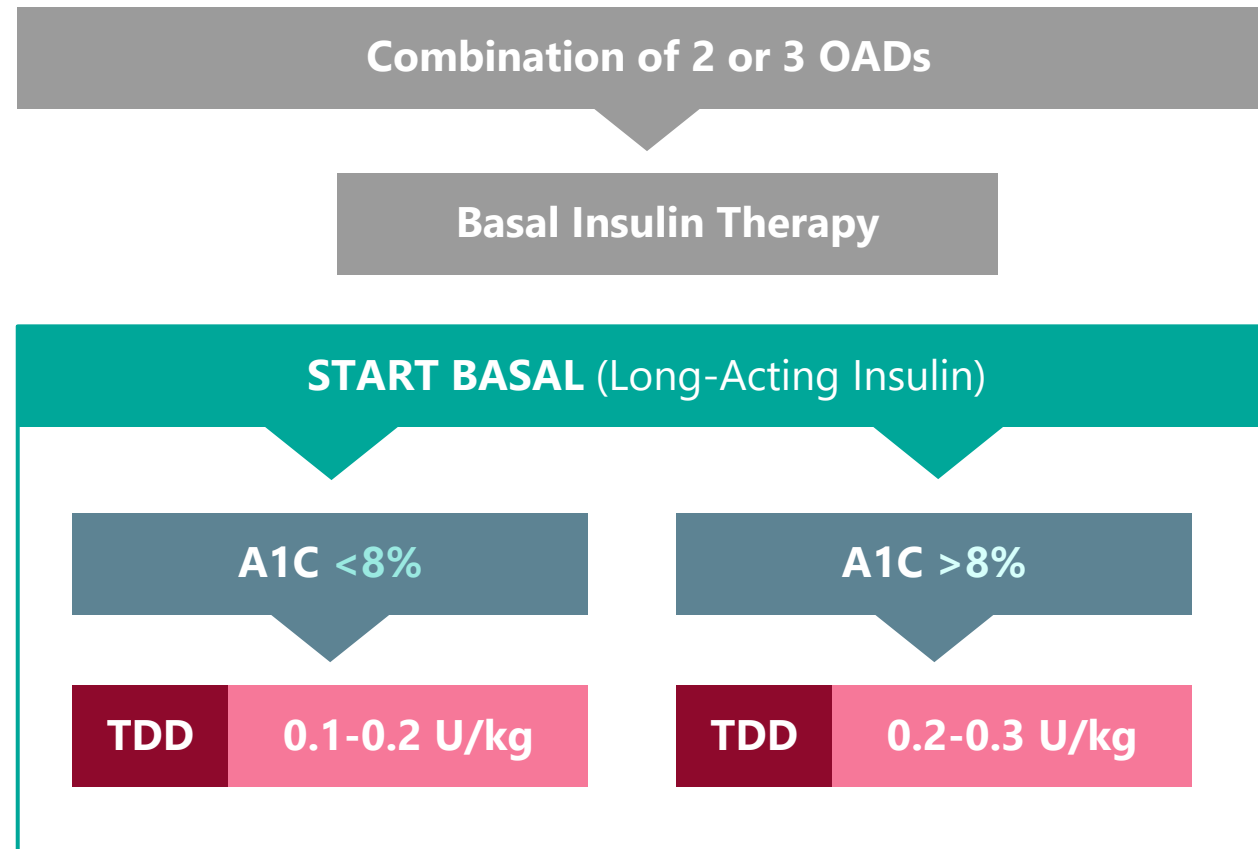 Combination of 2 or 3 OADs
Basal Insulin Therapy
START BASAL (Long-Acting Insulin)
A1C <8%
A1C >8%
TDD 0.1-0.2 U/kg
TDD 0.2-0.3 U/kg